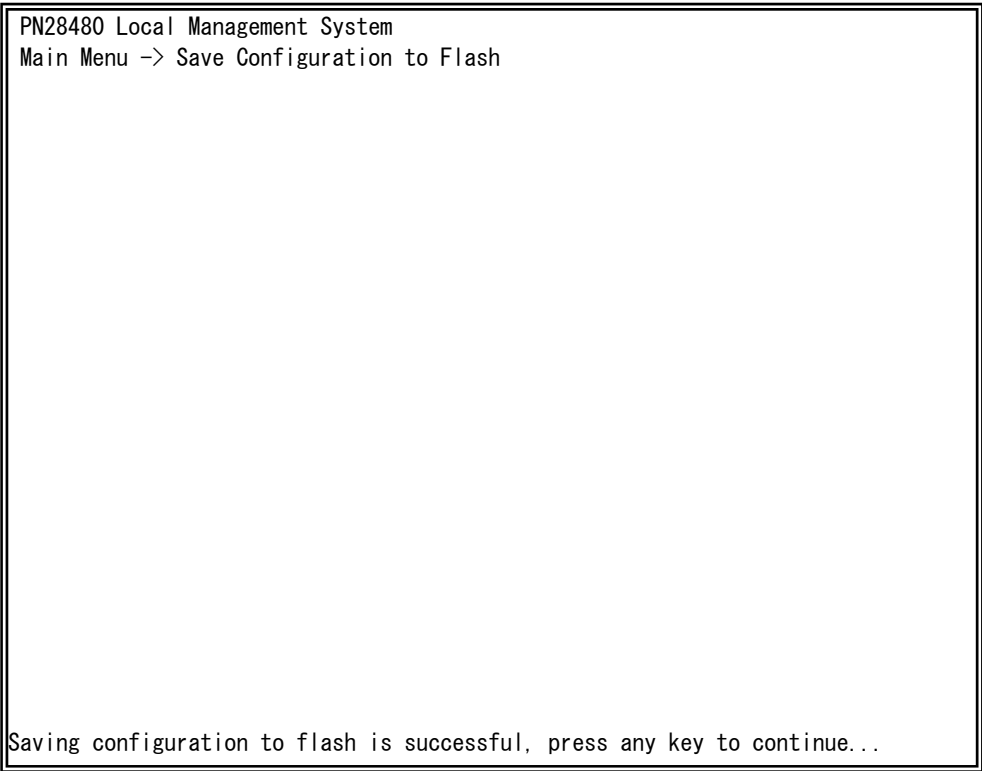 PN28480 Local Management System
Main Menu -> Save Configuration to Flash
Saving configuration to flash is successful, press any key to continue...